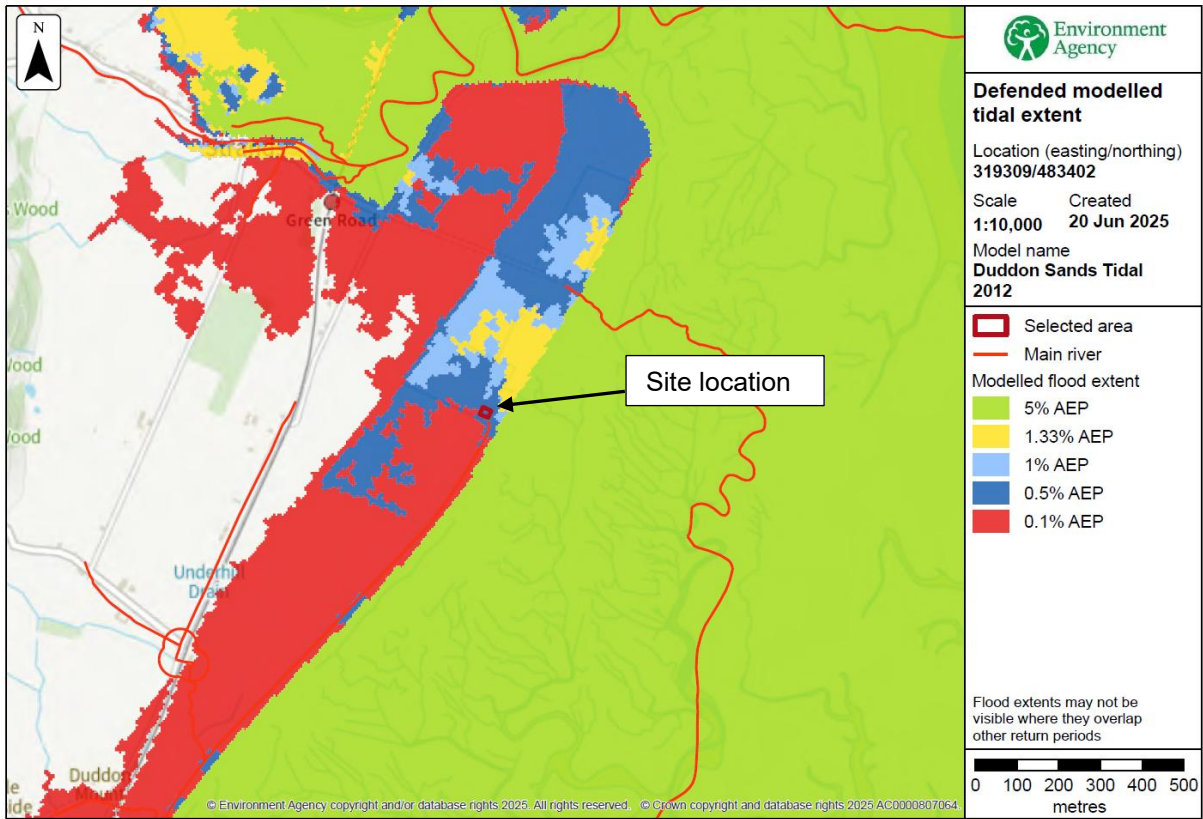 N
s Wood
Green Road
Wood
Wood
Underhill
Drain
Duddon
Mount
le
ide
Site location
© Environment Agency copyright and/or database rights 2025. All rights reserved. © Crown copyright and database rights 2025 AC0000807064.
Environment
Agency
Defended modelled
tidal extent
Location (easting/northing)
319309/483402
Scale
1:10,000
Created
20 Jun 2025
Model name
Duddon Sands Tidal
2012
Selected area
Main river
Modelled flood extent
5% AEP
1.33% AEP
1% AEP
0.5% AEP
0.1% AEP
Flood extents may not be
visible where they overlap
other return periods
0 100 200 300 400 500
metres